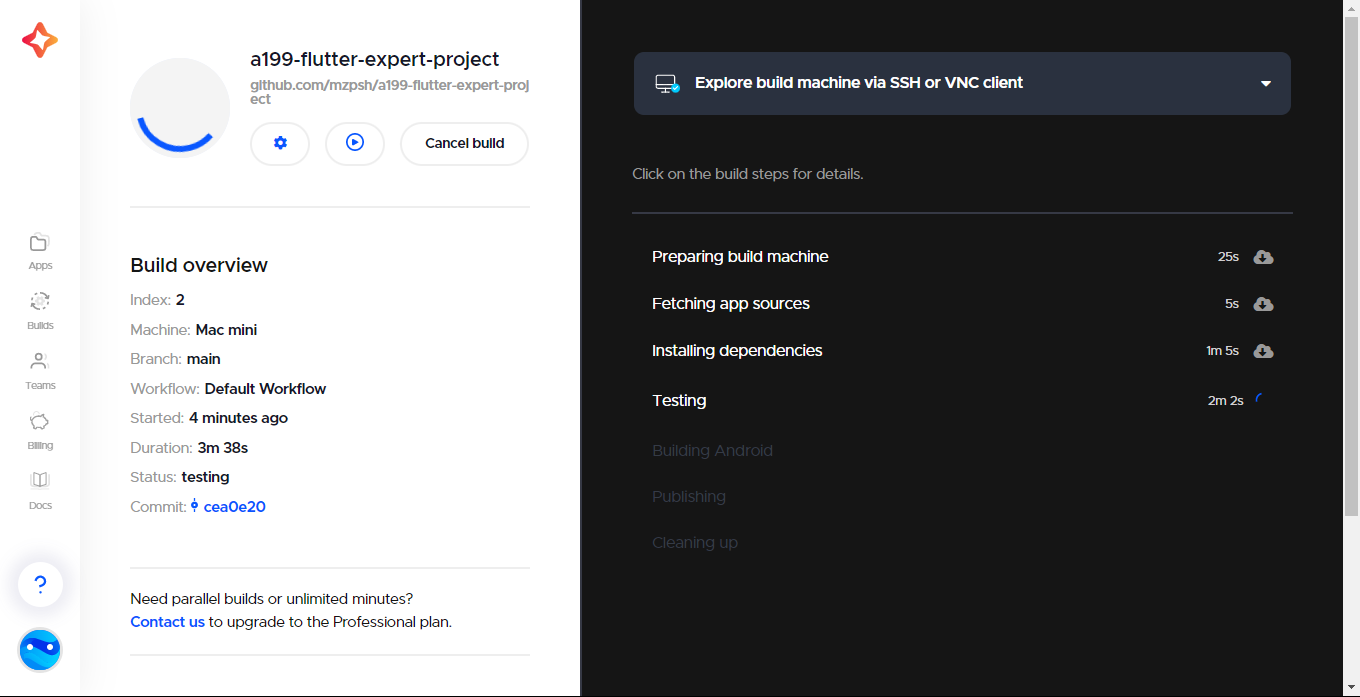 a199-flutter-expert-project
github.com/mzpsh/a199-flutter-expert-proj
ect
Cancel build
Apps
Builds
Teams
Billing
Docs
?
Build overview
Index: 2
Machine: Mac mini
Branch: main
Workflow: Default Workflow
Started: 4 minutes ago
Duration: 3m 38s
Status: testing
Commit: cea0e20
Need parallel builds or unlimited minutes?
Contact us to upgrade to the Professional plan.
Explore build machine via SSH or VNC client
Click on the build steps for details.
Preparing build machine 25s
Fetching app sources 5s
Installing dependencies 1m 5s
Testing 2m 2s
Building Android
Publishing
Cleaning up